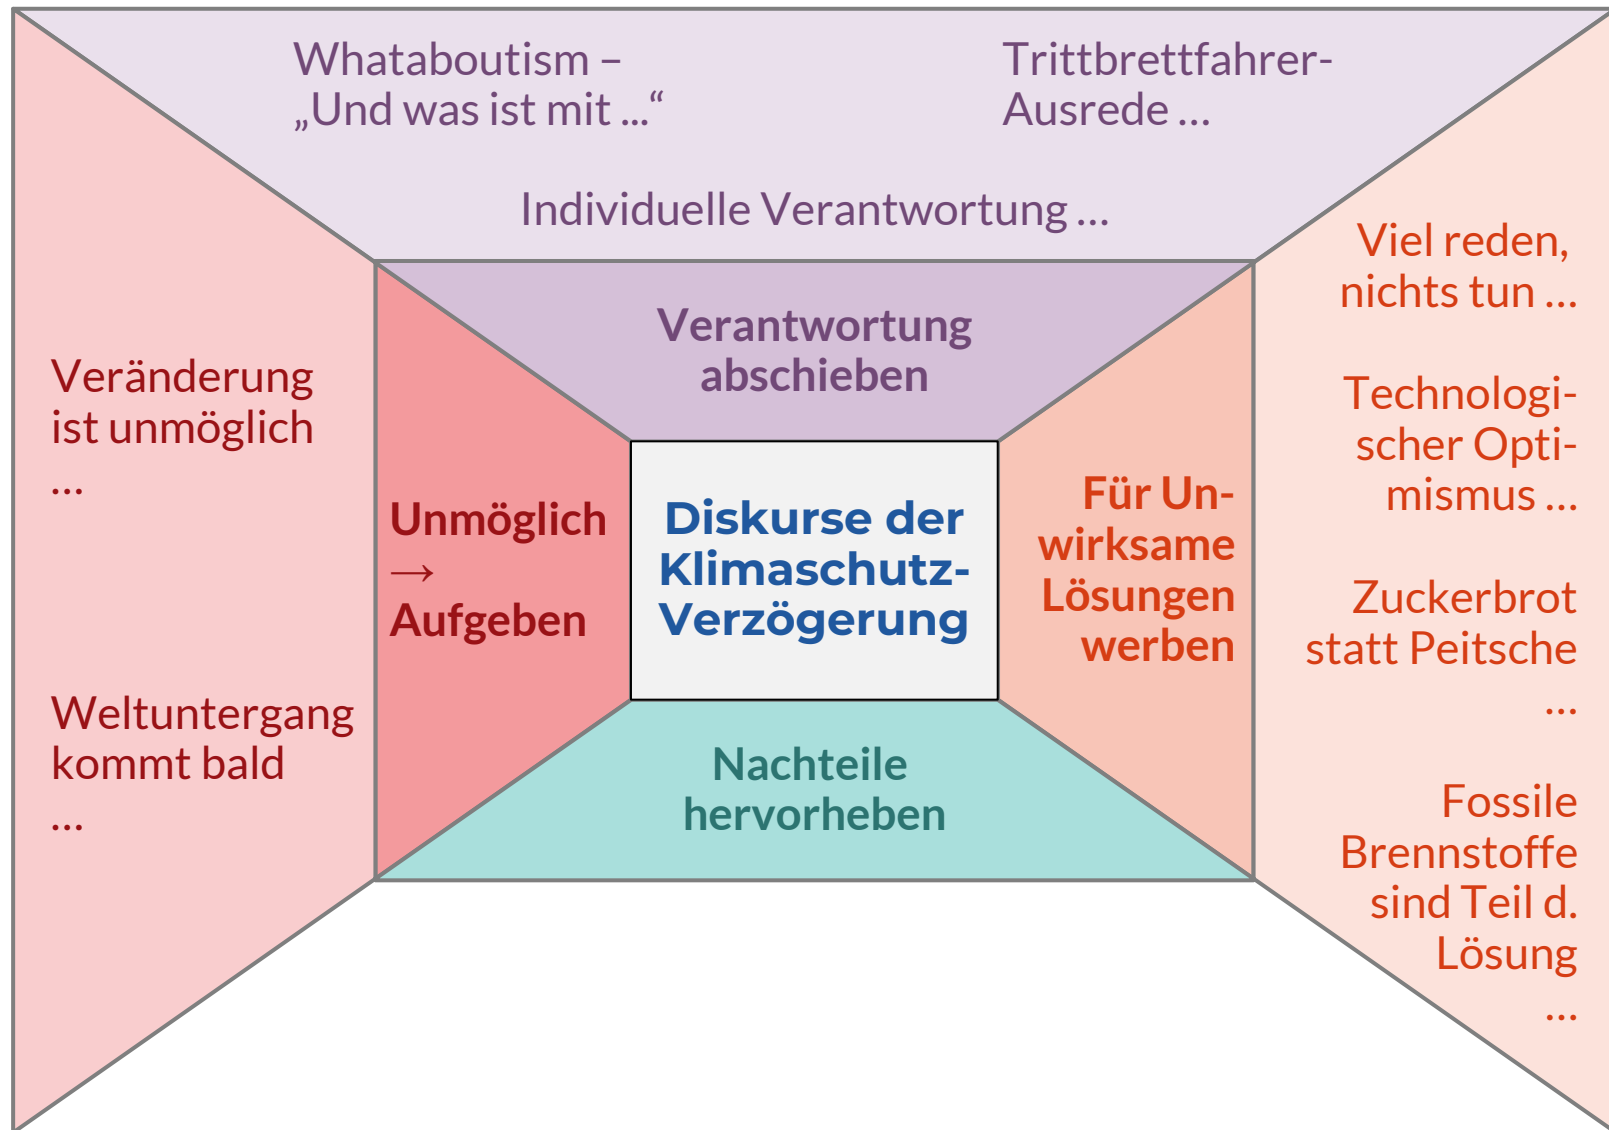 Whataboutism –
„Und was ist mit ...“
Trittbrettfahrer-
Ausrede ...
Individuelle Verantwortung ...
Verantwortung
abschieben
Veränderung
ist unmöglich
...
Weltuntergang
kommt bald
...
Unmöglich
→
Aufgeben
Diskurse der
Klimaschutz-
Verzögerung
Für Un-
wirksame
Lösungen
werben
Viel reden,
nichts tun ...
Technologi-
scher Opti-
mismus ...
Zuckerbrot
statt Peitsche
...
Fossile
Brennstoffe
sind Teil d.
Lösung
...
Nachteile
hervorheben